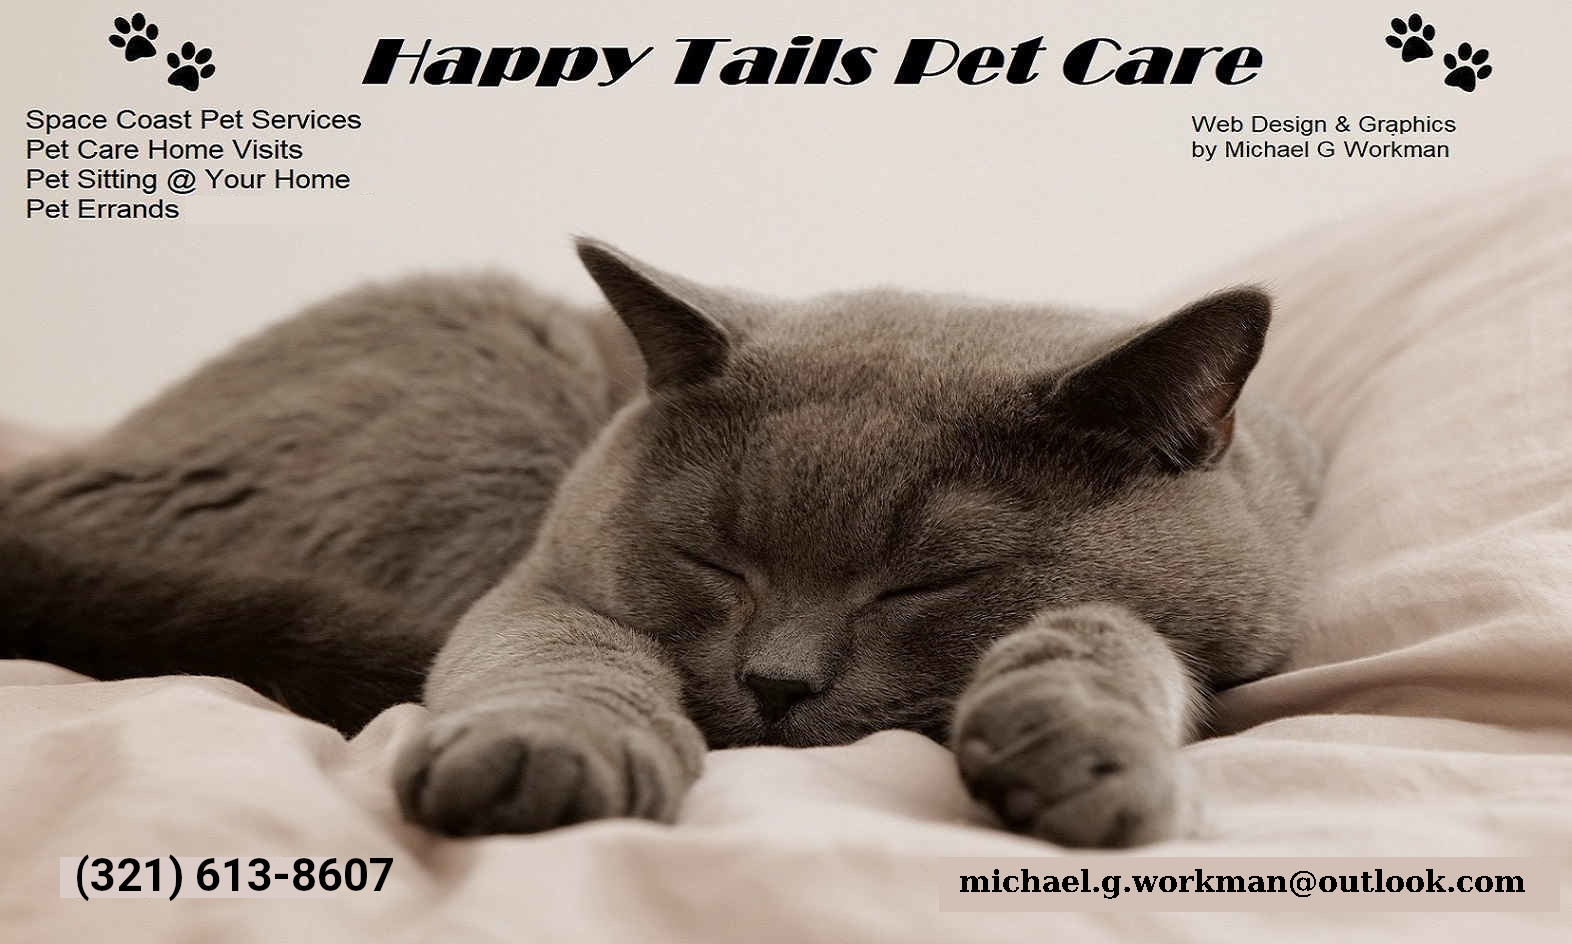 Happy Tails Pet Care
Space Coast Pet Services
Pet Care Home Visits
Pet Sitting @ Your Home
Pet Errands
Web Design & Graphics
by Michael G Workman
(321) 613-8607
michael.g.workman@outlook.com